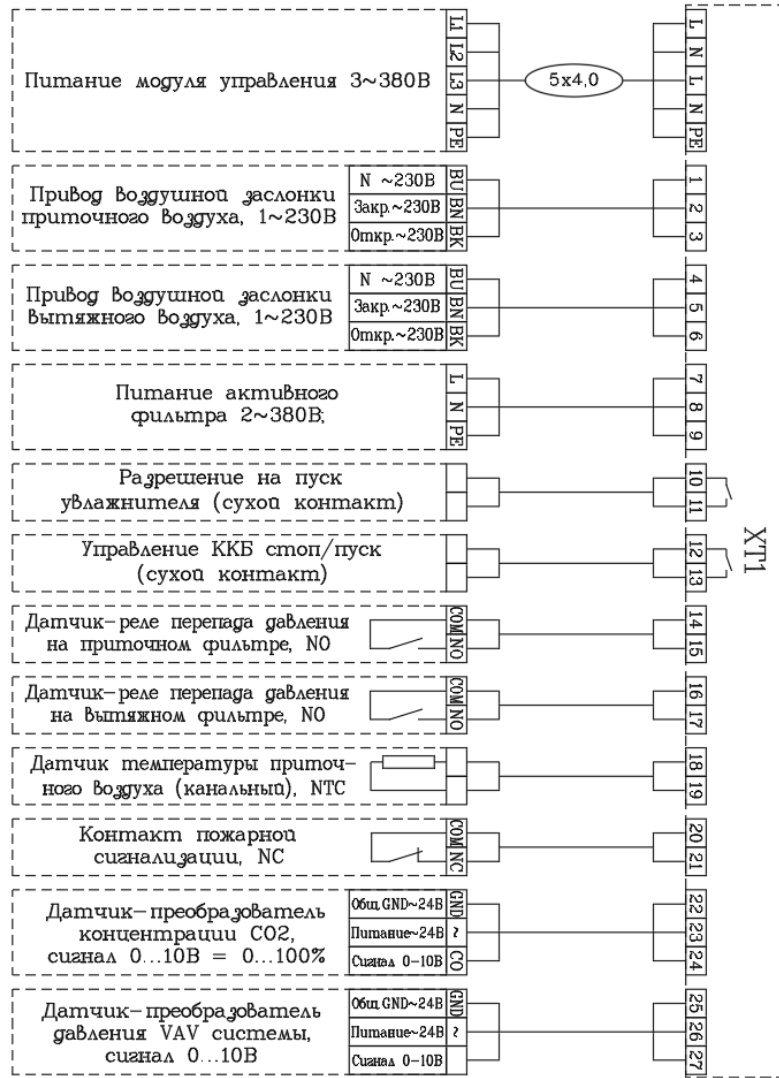 Питание модуля управления 3~380В
L1
L2
L3
N
PE
5x4,0
L
N
L
N
PE
Привод воздушной заслонки
приточного воздуха, 1~230В
N ~230В
Закр.~230В
Откр.~230В
BU
BN
BK
1
2
3
Привод воздушной заслонки
вытяжного воздуха, 1~230В
N ~230В
Закр.~230В
Откр.~230В
BU
BN
BK
4
5
6
Питание активного
фильтра 2~380В;
L
N
PE
7
8
9
Разрешение на пуск
увлажнителя (сухой контакт)
10
11
Управление ККБ стоп/пуск
(сухой контакт)
12
13
XT1
Датчик-реле перепада давления
на приточном фильтре, NO
COM
NO
14
15
Датчик-реле перепада давления
на вытяжном фильтре, NO
COM
NO
16
17
Датчик температуры приточ-
ного воздуха (канальный), NTC
18
19
Контакт пожарной
сигнализации, NC
COM
NC
20
21
Датчик-преобразователь
концентрации CO2,
сигнал 0...10В = 0...100%
Общ. GND~24В
Питание~24В
Сигнал 0-10В
GND
~
CO
22
23
24
Датчик-преобразователь
давления VAV системы,
сигнал 0...10В
Общ. GND~24В
Питание~24В
Сигнал 0-10В
GND
~
25
26
27